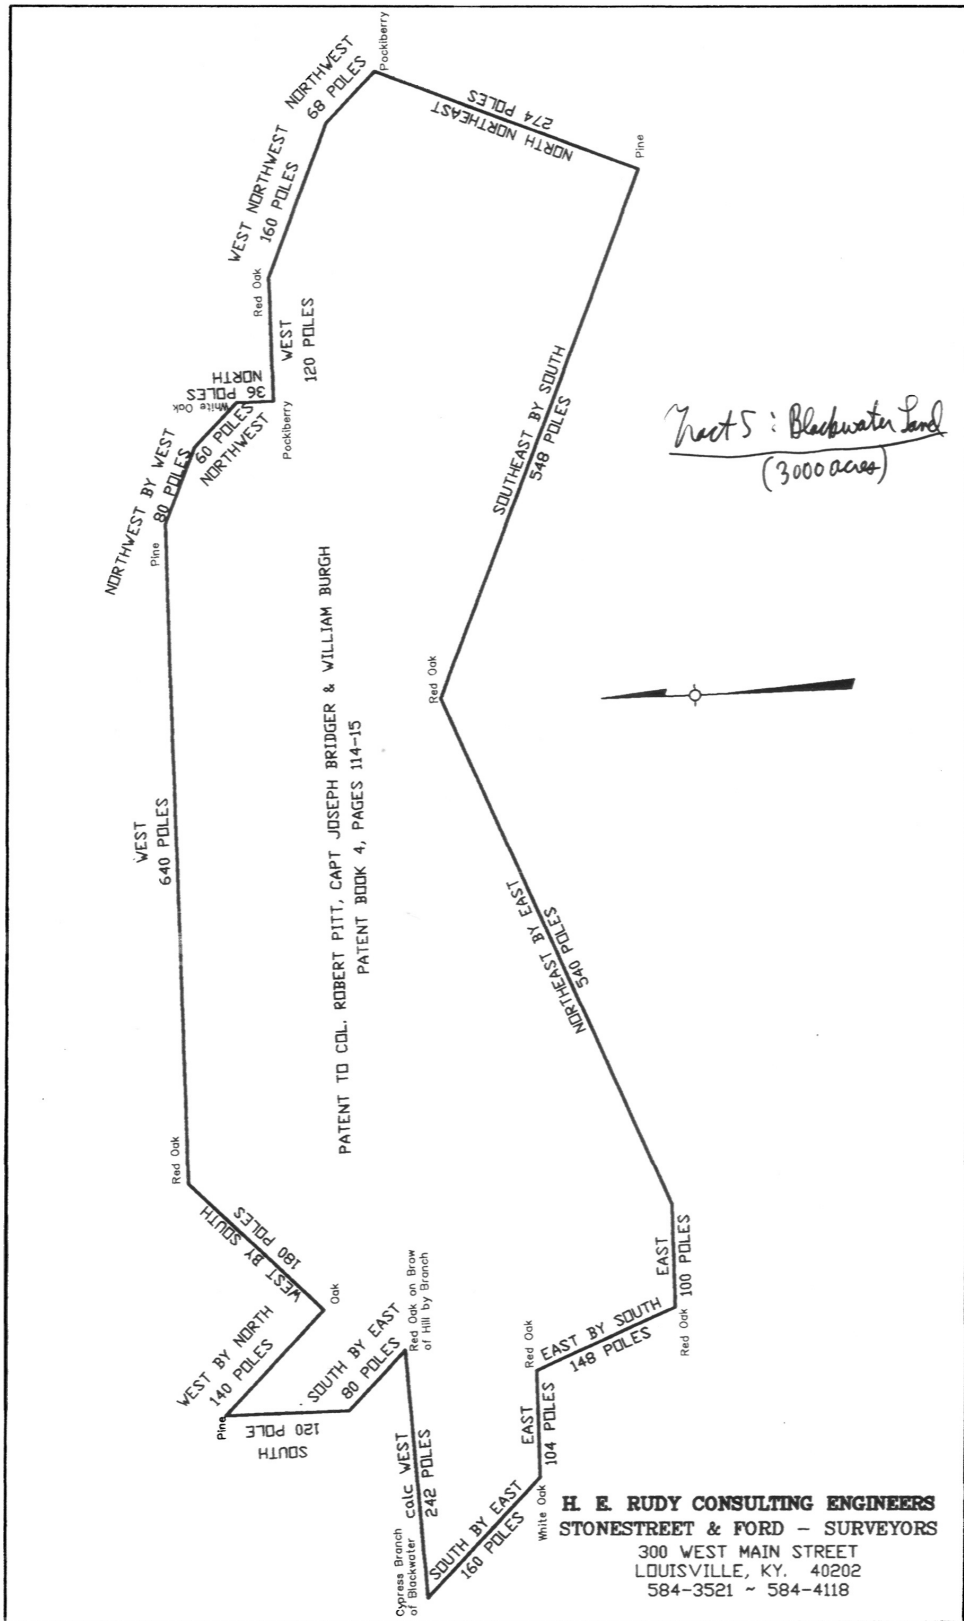 Pockiberry
NORTHWEST
68 POLES
NORTH NORTHEAST
274 POLES
Pine
WEST NORTHWEST
160 POLES
Red Oak
WEST
120 POLES
NORTH
36 POLES
White Oak
Pockiberry
60 POLES
NORTHWEST
NORTHWEST BY WEST
80 POLES
Pine
SOUTHEAST BY SOUTH
548 POLES
Tract 5 : Blackwater Land
(3000 acres)
Red Oak
WEST
640 POLES
PATENT TO COL. ROBERT PITT, CAPT JOSEPH BRIDGER & WILLIAM BURGH
PATENT BOOK 4, PAGES 114-15
NORTHEAST BY EAST
540 POLES
Red Oak
WEST BY SOUTH
180 POLES
Oak
WEST BY NORTH
140 POLES
Pine
SOUTH
120 POLE
SOUTH BY EAST
80 POLES
Red Oak on Brow
of Hill by Branch
calc WEST
242 POLES
Cypress Branch
of Blackwater
SOUTH BY EAST
160 POLES
White Oak
EAST
104 POLES
Red Oak
EAST BY SOUTH
148 POLES
Red Oak
EAST
100 POLES
H. E. RUDY CONSULTING ENGINEERS
STONESTREET & FORD - SURVEYORS
300 WEST MAIN STREET
LOUISVILLE, KY. 40202
584-3521 ~ 584-4118